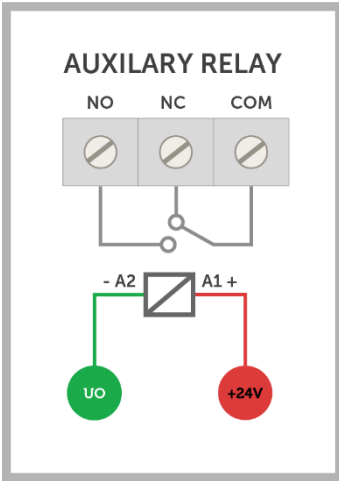 AUXILARY RELAY
NO NC COM
- A2 A1 +
UO +24V